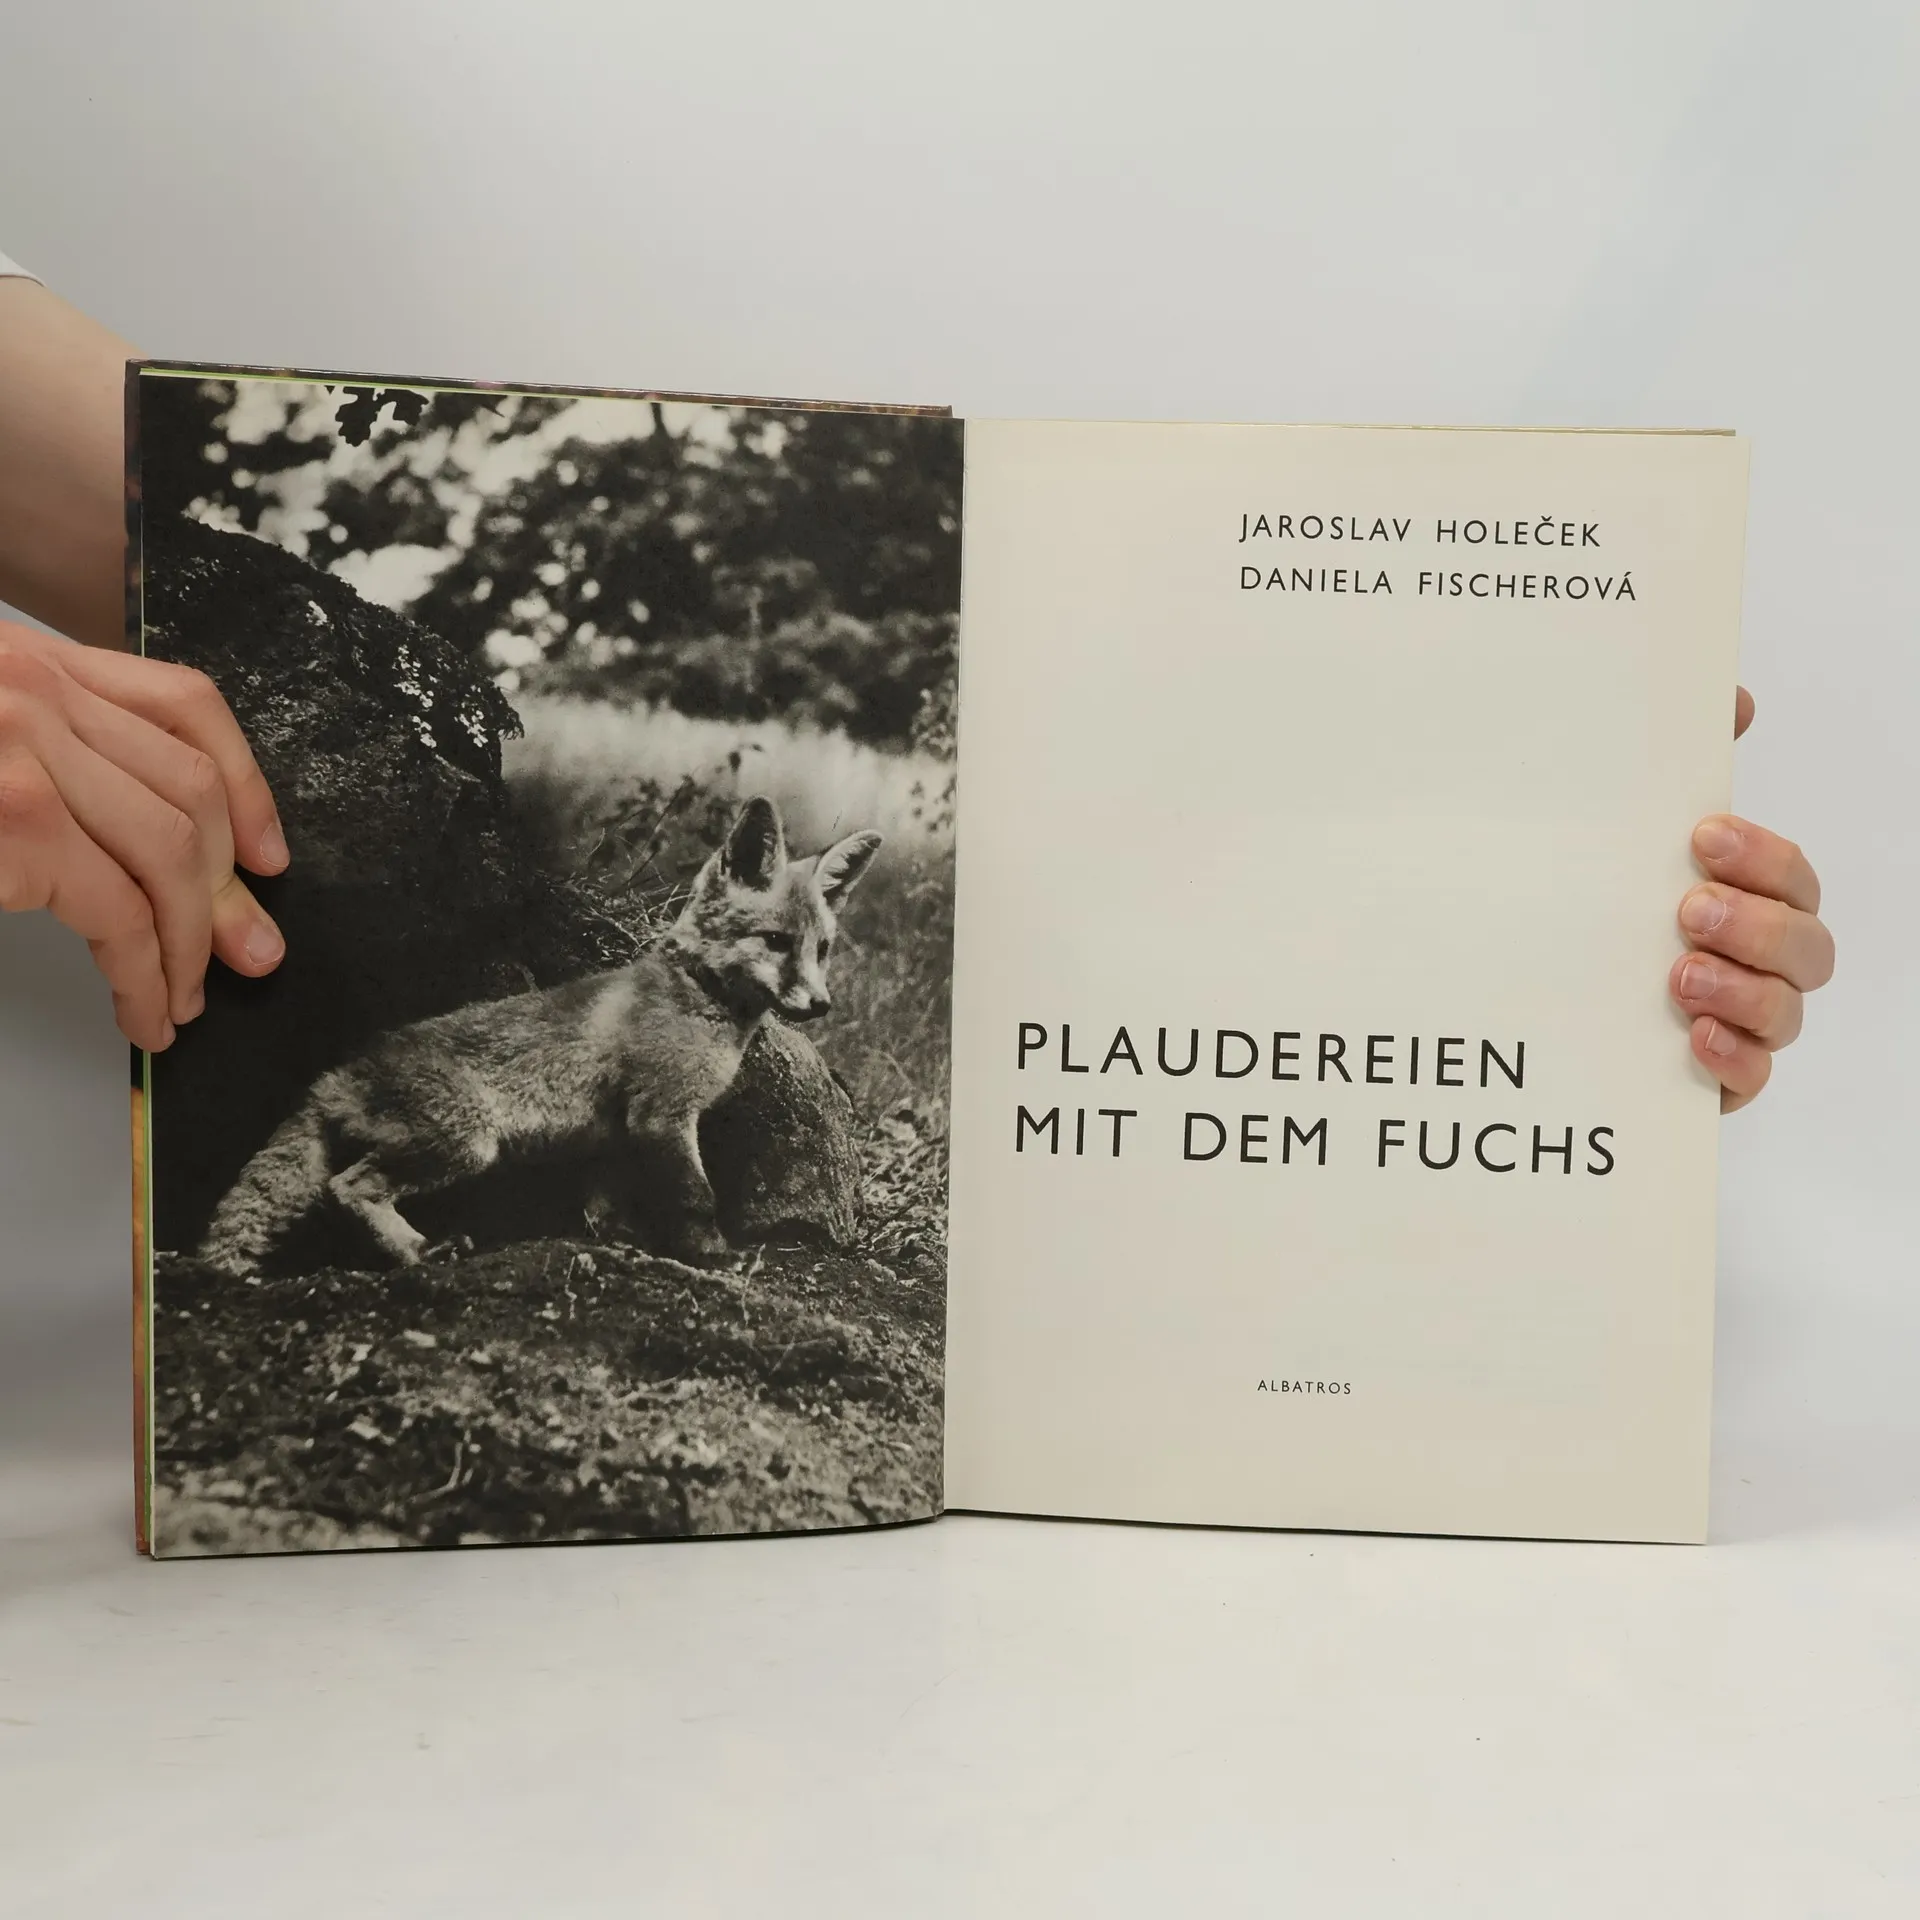 JAROSLAV HOLEČEK
DANIELA FISCHEROVÁ
PLAUDEREIEN
MIT DEM FUCHS
ALBATROS